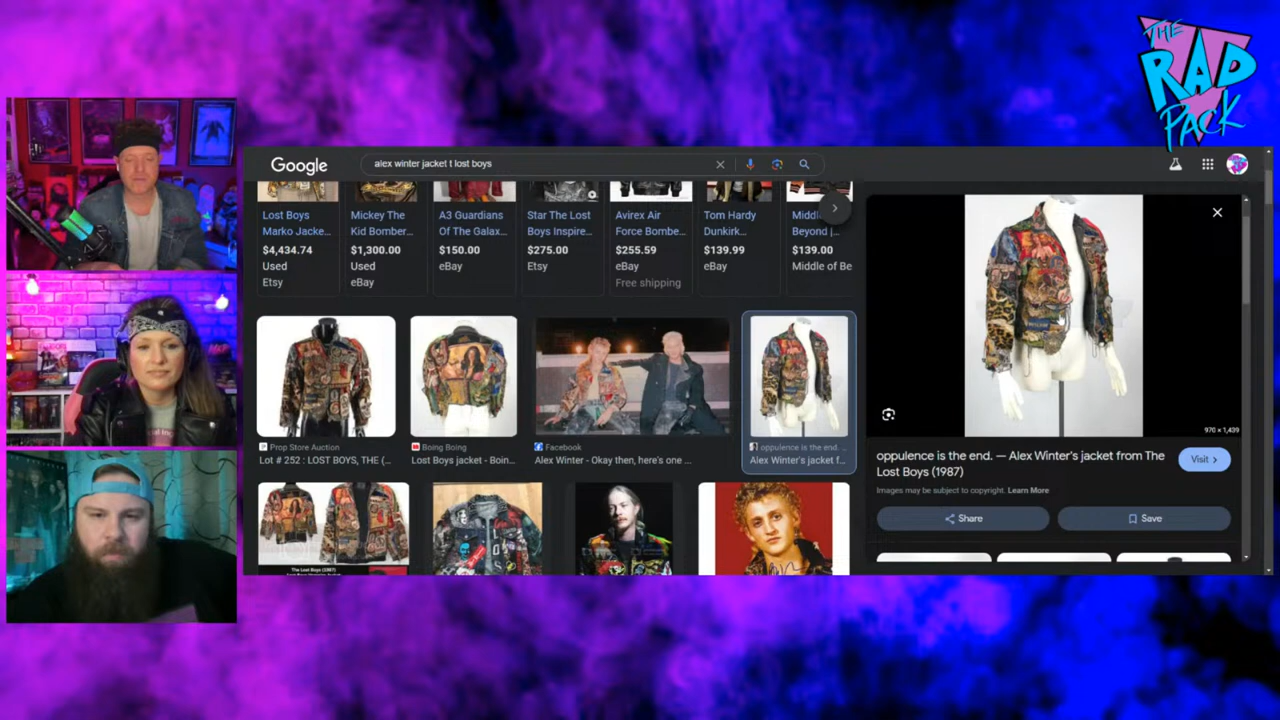 THE
RAD
PACK
Google
alex winter jacket t lost boys
Lost Boys
Marko Jacke...
$4,434.74
Used
Etsy
Mickey The
Kid Bomber...
$1,300.00
Used
eBay
A3 Guardians
Of The Galax...
$150.00
eBay
Star The Lost
Boys Inspire...
$275.00
Etsy
Avirex Air
Force Bombe...
$255.59
eBay
Free shipping
Tom Hardy
Dunkirk...
$139.99
eBay
Middl
Beyond j...
$139.00
Middle of Be
Prop Store Auction
Lot # 252 : LOST BOYS, THE (...
Boing Boing
Lost Boys jacket - Boin...
Facebook
Alex Winter - Okay then, here's one ...
oppulence is the end. ...
Alex Winter's jacket f...
The Lost Boys (1987)
970 × 1,439
oppulence is the end. — Alex Winter's jacket from The
Lost Boys (1987)
Visit
Images may be subject to copyright. Learn More
Share
Save